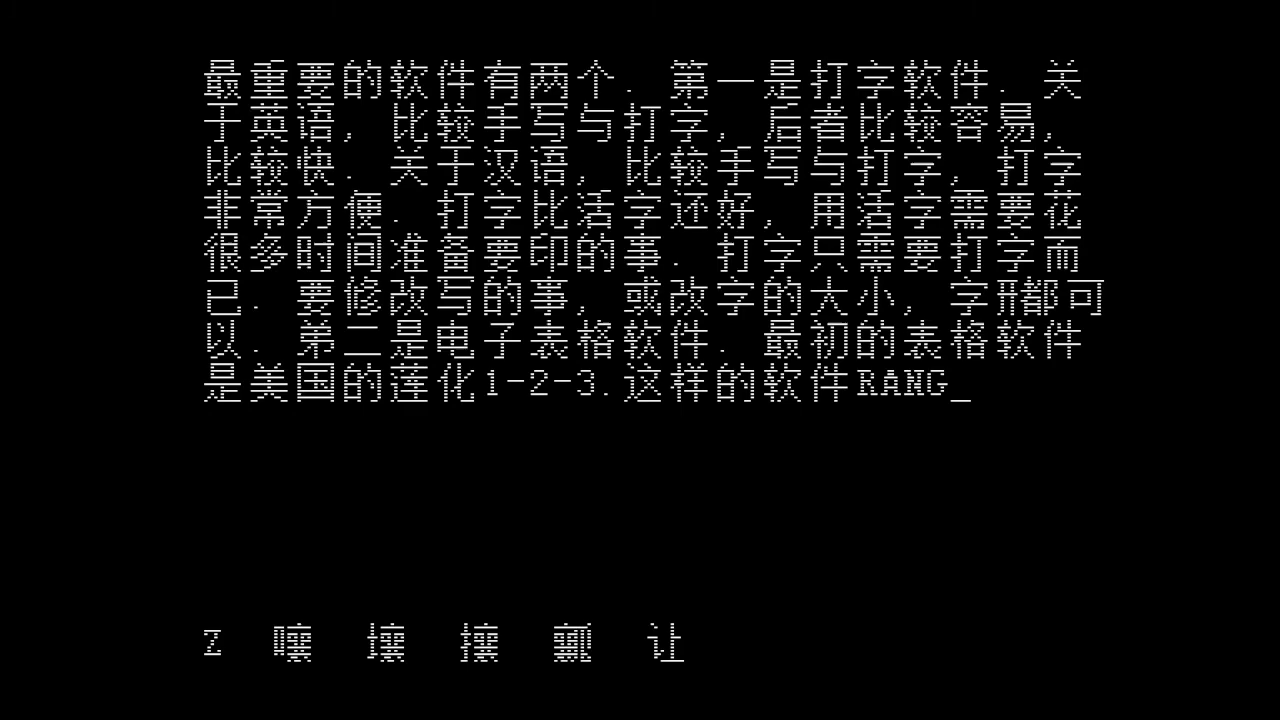 最重要的软件有两个. 第一是打字软件. 关
于英语, 比较手写与打字, 后者比较容易,
比较快. 关于汉语, 比较手写与打字, 打字
非常方便. 打字比活字还好, 用活字需要花
很多时间准备要印的事. 打字只需要打字而
已. 要修改写的事, 或改字的大小, 字形都可
以. 第二是电子表格软件. 最初的表格软件
是美国的莲化1-2-3.这样的软件RANG_
Z 嚷 壤 攘 瓤 让